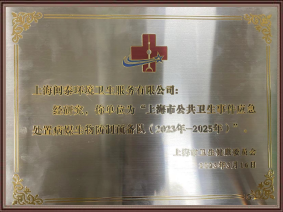 上海闵泰环境卫生服务有限公司：
经研究，你单位为“上海市公共卫生事件应急
处置病媒生物防制预备队（2023年-2025年）”。
上海市卫生健康委员会